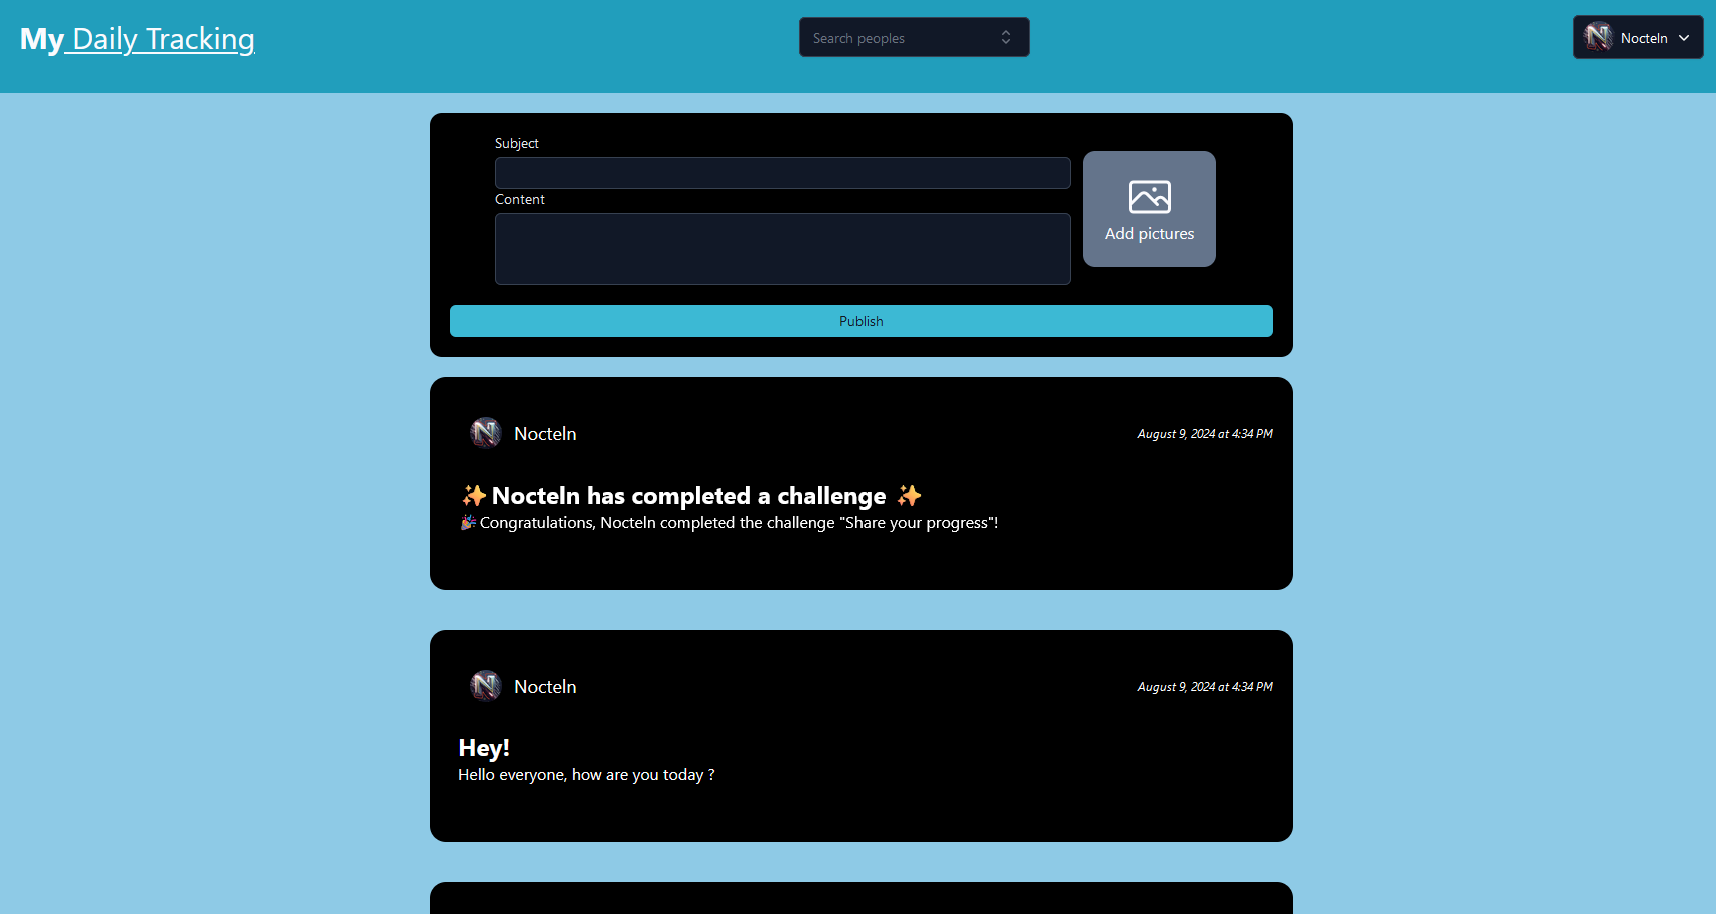 My Daily Tracking
Search peoples
Nocteln
Subject
Content
Add pictures
Publish
Nocteln
August 9, 2024 at 4:34 PM
✨ Nocteln has completed a challenge ✨
🎉 Congratulations, Nocteln completed the challenge "Share your progress"!
Nocteln
August 9, 2024 at 4:34 PM
Hey!
Hello everyone, how are you today ?